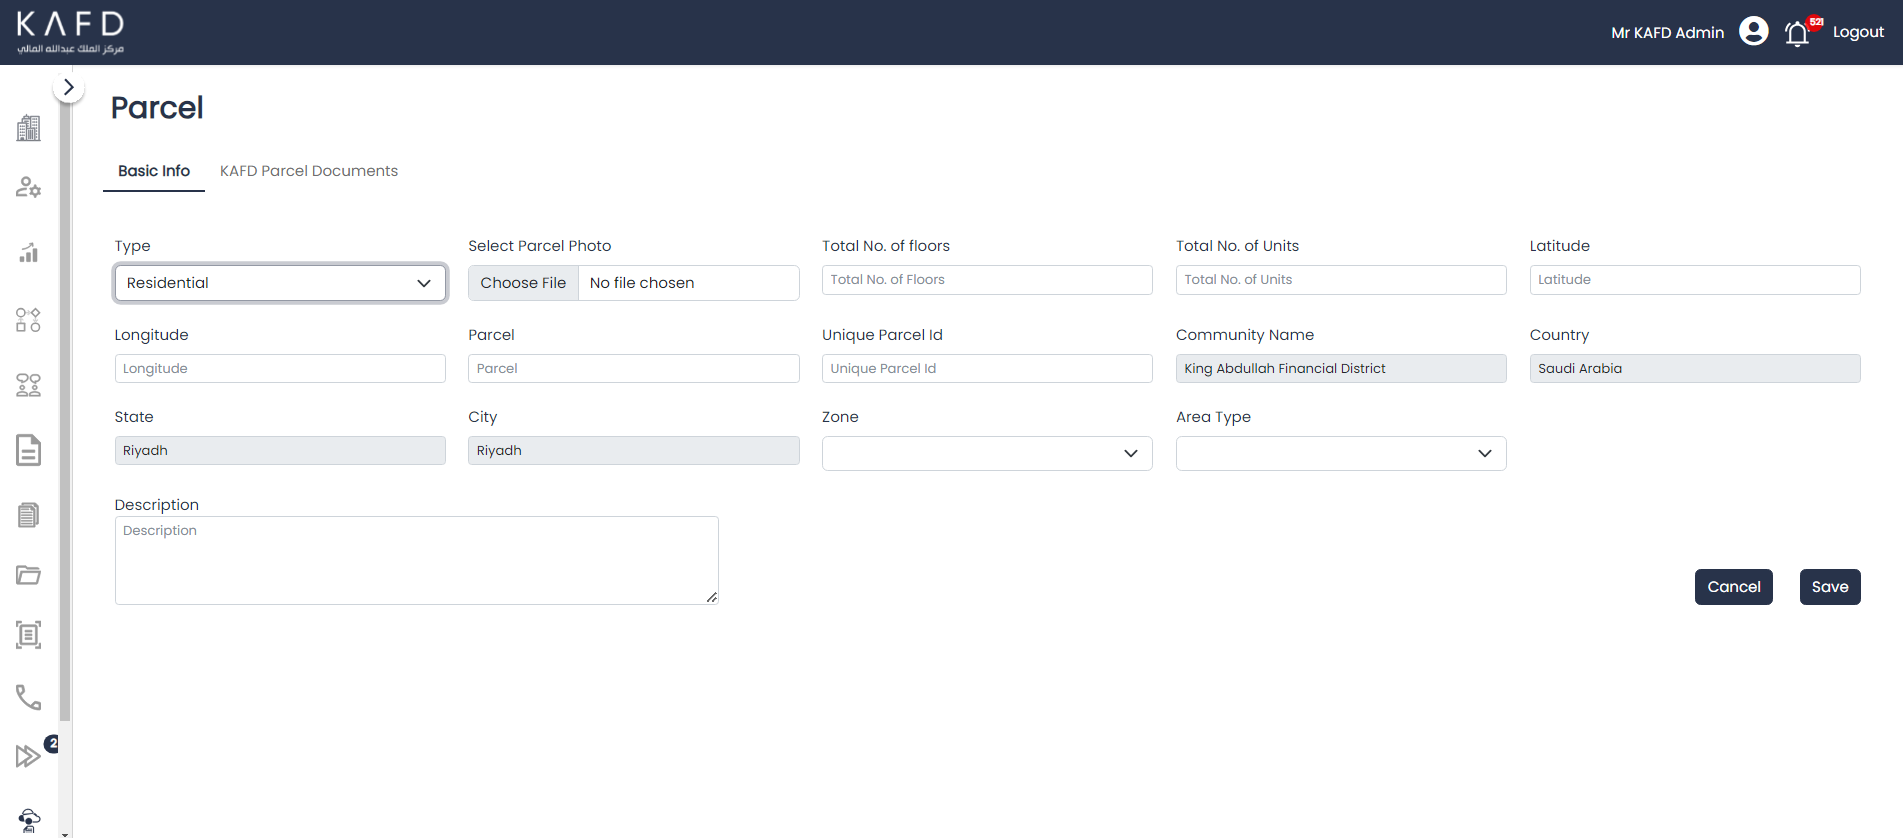 KAFD
مركز الملك عبدالله المالي
Mr KAFD Admin
521
Logout
Parcel
Basic Info
KAFD Parcel Documents
Type
Select Parcel Photo
Total No. of floors
Total No. of Units
Latitude
Residential
Choose File No file chosen
Total No. of Floors
Total No. of Units
Latitude
Longitude
Parcel
Unique Parcel Id
Community Name
Country
Longitude
Parcel
Unique Parcel Id
King Abdullah Financial District
Saudi Arabia
State
City
Zone
Area Type
Riyadh
Riyadh
Description
Description
Cancel
Save
2